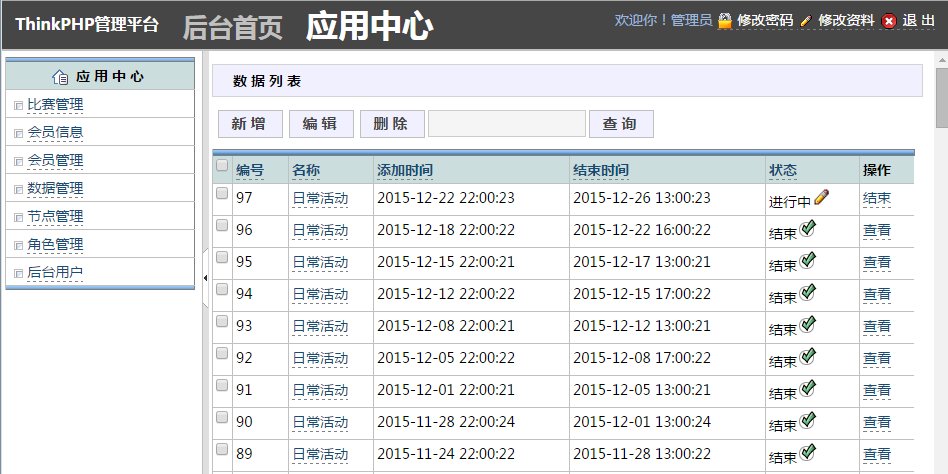 ThinkPHP管理平台 后台首页 应用中心 欢迎你！管理员 修改密码 修改资料 退 出
应 用 中 心
比赛管理
会员信息
会员管理
数据管理
节点管理
角色管理
后台用户
数 据 列 表
新 增 编 辑 删 除 查 询
编号 名称 添加时间 结束时间 状态 操作
97 日常活动 2015-12-22 22:00:23 2015-12-26 13:00:23 进行中 结束
96 日常活动 2015-12-18 22:00:22 2015-12-22 16:00:22 结束 查看
95 日常活动 2015-12-15 22:00:21 2015-12-17 13:00:21 结束 查看
94 日常活动 2015-12-12 22:00:22 2015-12-15 17:00:22 结束 查看
93 日常活动 2015-12-08 22:00:21 2015-12-12 13:00:21 结束 查看
92 日常活动 2015-12-05 22:00:22 2015-12-08 17:00:22 结束 查看
91 日常活动 2015-12-01 22:00:21 2015-12-05 13:00:21 结束 查看
90 日常活动 2015-11-28 22:00:24 2015-12-01 13:00:24 结束 查看
89 日常活动 2015-11-24 22:00:22 2015-11-28 13:00:22 结束 查看